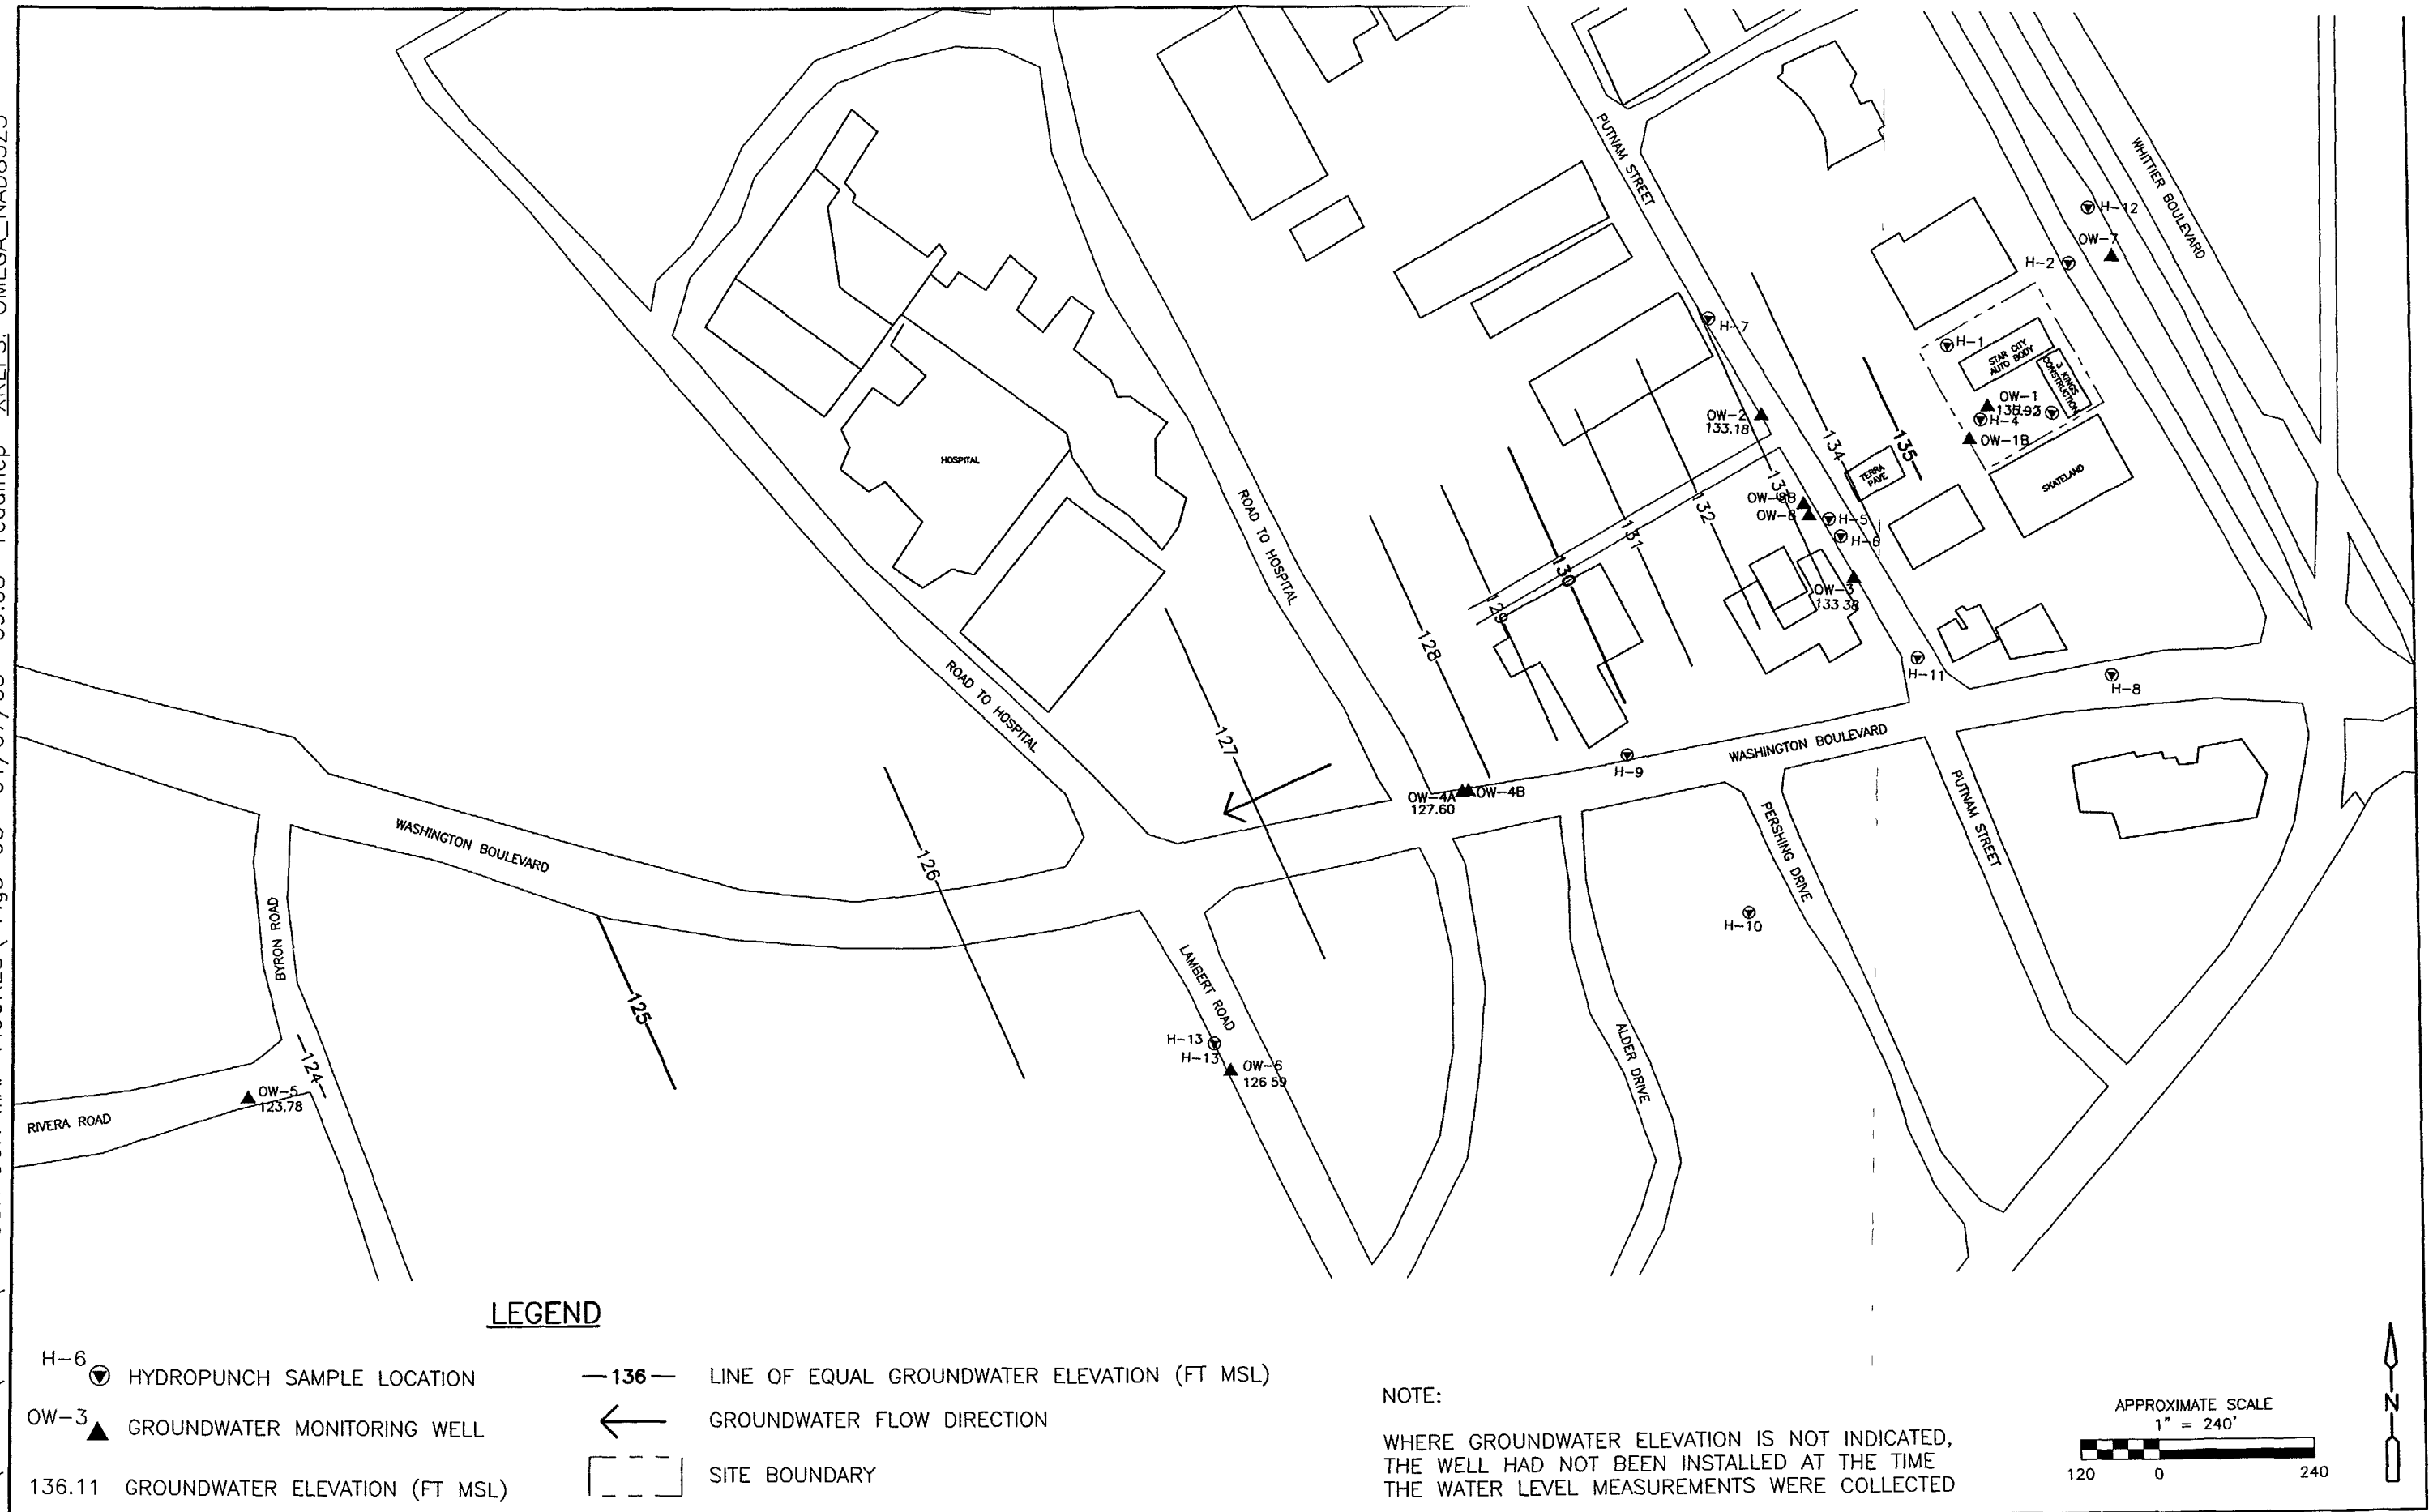 PUTNAM STREET
WHITTIER BOULEVARD
H-12
OW-7
H-2
H-7
H-1
STAR CITY
AUTO BODY
3 KINGS
CONSTRUCTION
OW-1
H-4
OW-1B
SKATELAND
OW-2
133.18
134
135
TERRA
PAVE
133
OW-8B
OW-8
H-5
H-6
132
131
130
129
128
OW-3
133 38
HOSPITAL
ROAD TO HOSPITAL
ROAD TO HOSPITAL
H-11
H-8
127
WASHINGTON BOULEVARD
H-9
OW-4A
127.60
OW-4B
PUTNAM STREET
PERSHING DRIVE
WASHINGTON BOULEVARD
126
BYRON ROAD
H-10
LAMBERT ROAD
125
ALDER DRIVE
H-13
H-13
OW-6
126 59
124
OW-5
123.78
RIVERA ROAD
LEGEND
H-6
HYDROPUNCH SAMPLE LOCATION
OW-3
GROUNDWATER MONITORING WELL
136.11 GROUNDWATER ELEVATION (FT MSL)
136 LINE OF EQUAL GROUNDWATER ELEVATION (FT MSL)
GROUNDWATER FLOW DIRECTION
SITE BOUNDARY
NOTE:
WHERE GROUNDWATER ELEVATION IS NOT INDICATED,
THE WELL HAD NOT BEEN INSTALLED AT THE TIME
THE WATER LEVEL MEASUREMENTS WERE COLLECTED
APPROXIMATE SCALE
1" = 240'
120 0 240
N